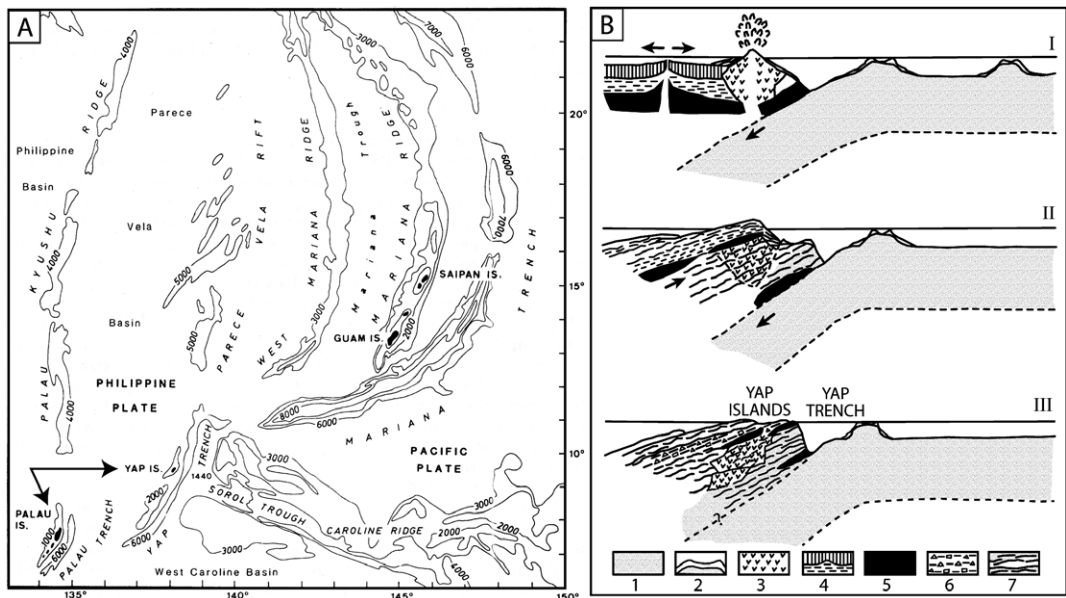 A
4000
RIDGE
Philippine
Basin
KYUSHU
4000
PALAU
4000
Parece
Vela
Basin
5000
5000
PARECE
VELA
RIFT
WEST
MARIANA
RIDGE
3000
Mariana
Trough
MARIANA
RIDGE
3000
2000
7000
6000
6000
7000
TRENCH
SAIPAN IS.
GUAM IS.
8000
6000
MARIANA
PHILIPPINE
PLATE
PACIFIC
PLATE
YAP IS.
TRENCH
1440
2000
6000
YAP
3000
SOROL
TROUGH
3000
CAROLINE RIDGE
3000
2000
2000
4000
PALAU
IS.
1000
6000
PALAU TRENCH
West Caroline Basin
20°
15°
10°
135°
140°
145°
150°
B
I
II
YAP
ISLANDS
YAP
TRENCH
III
?
1
2
3
4
5
6
7